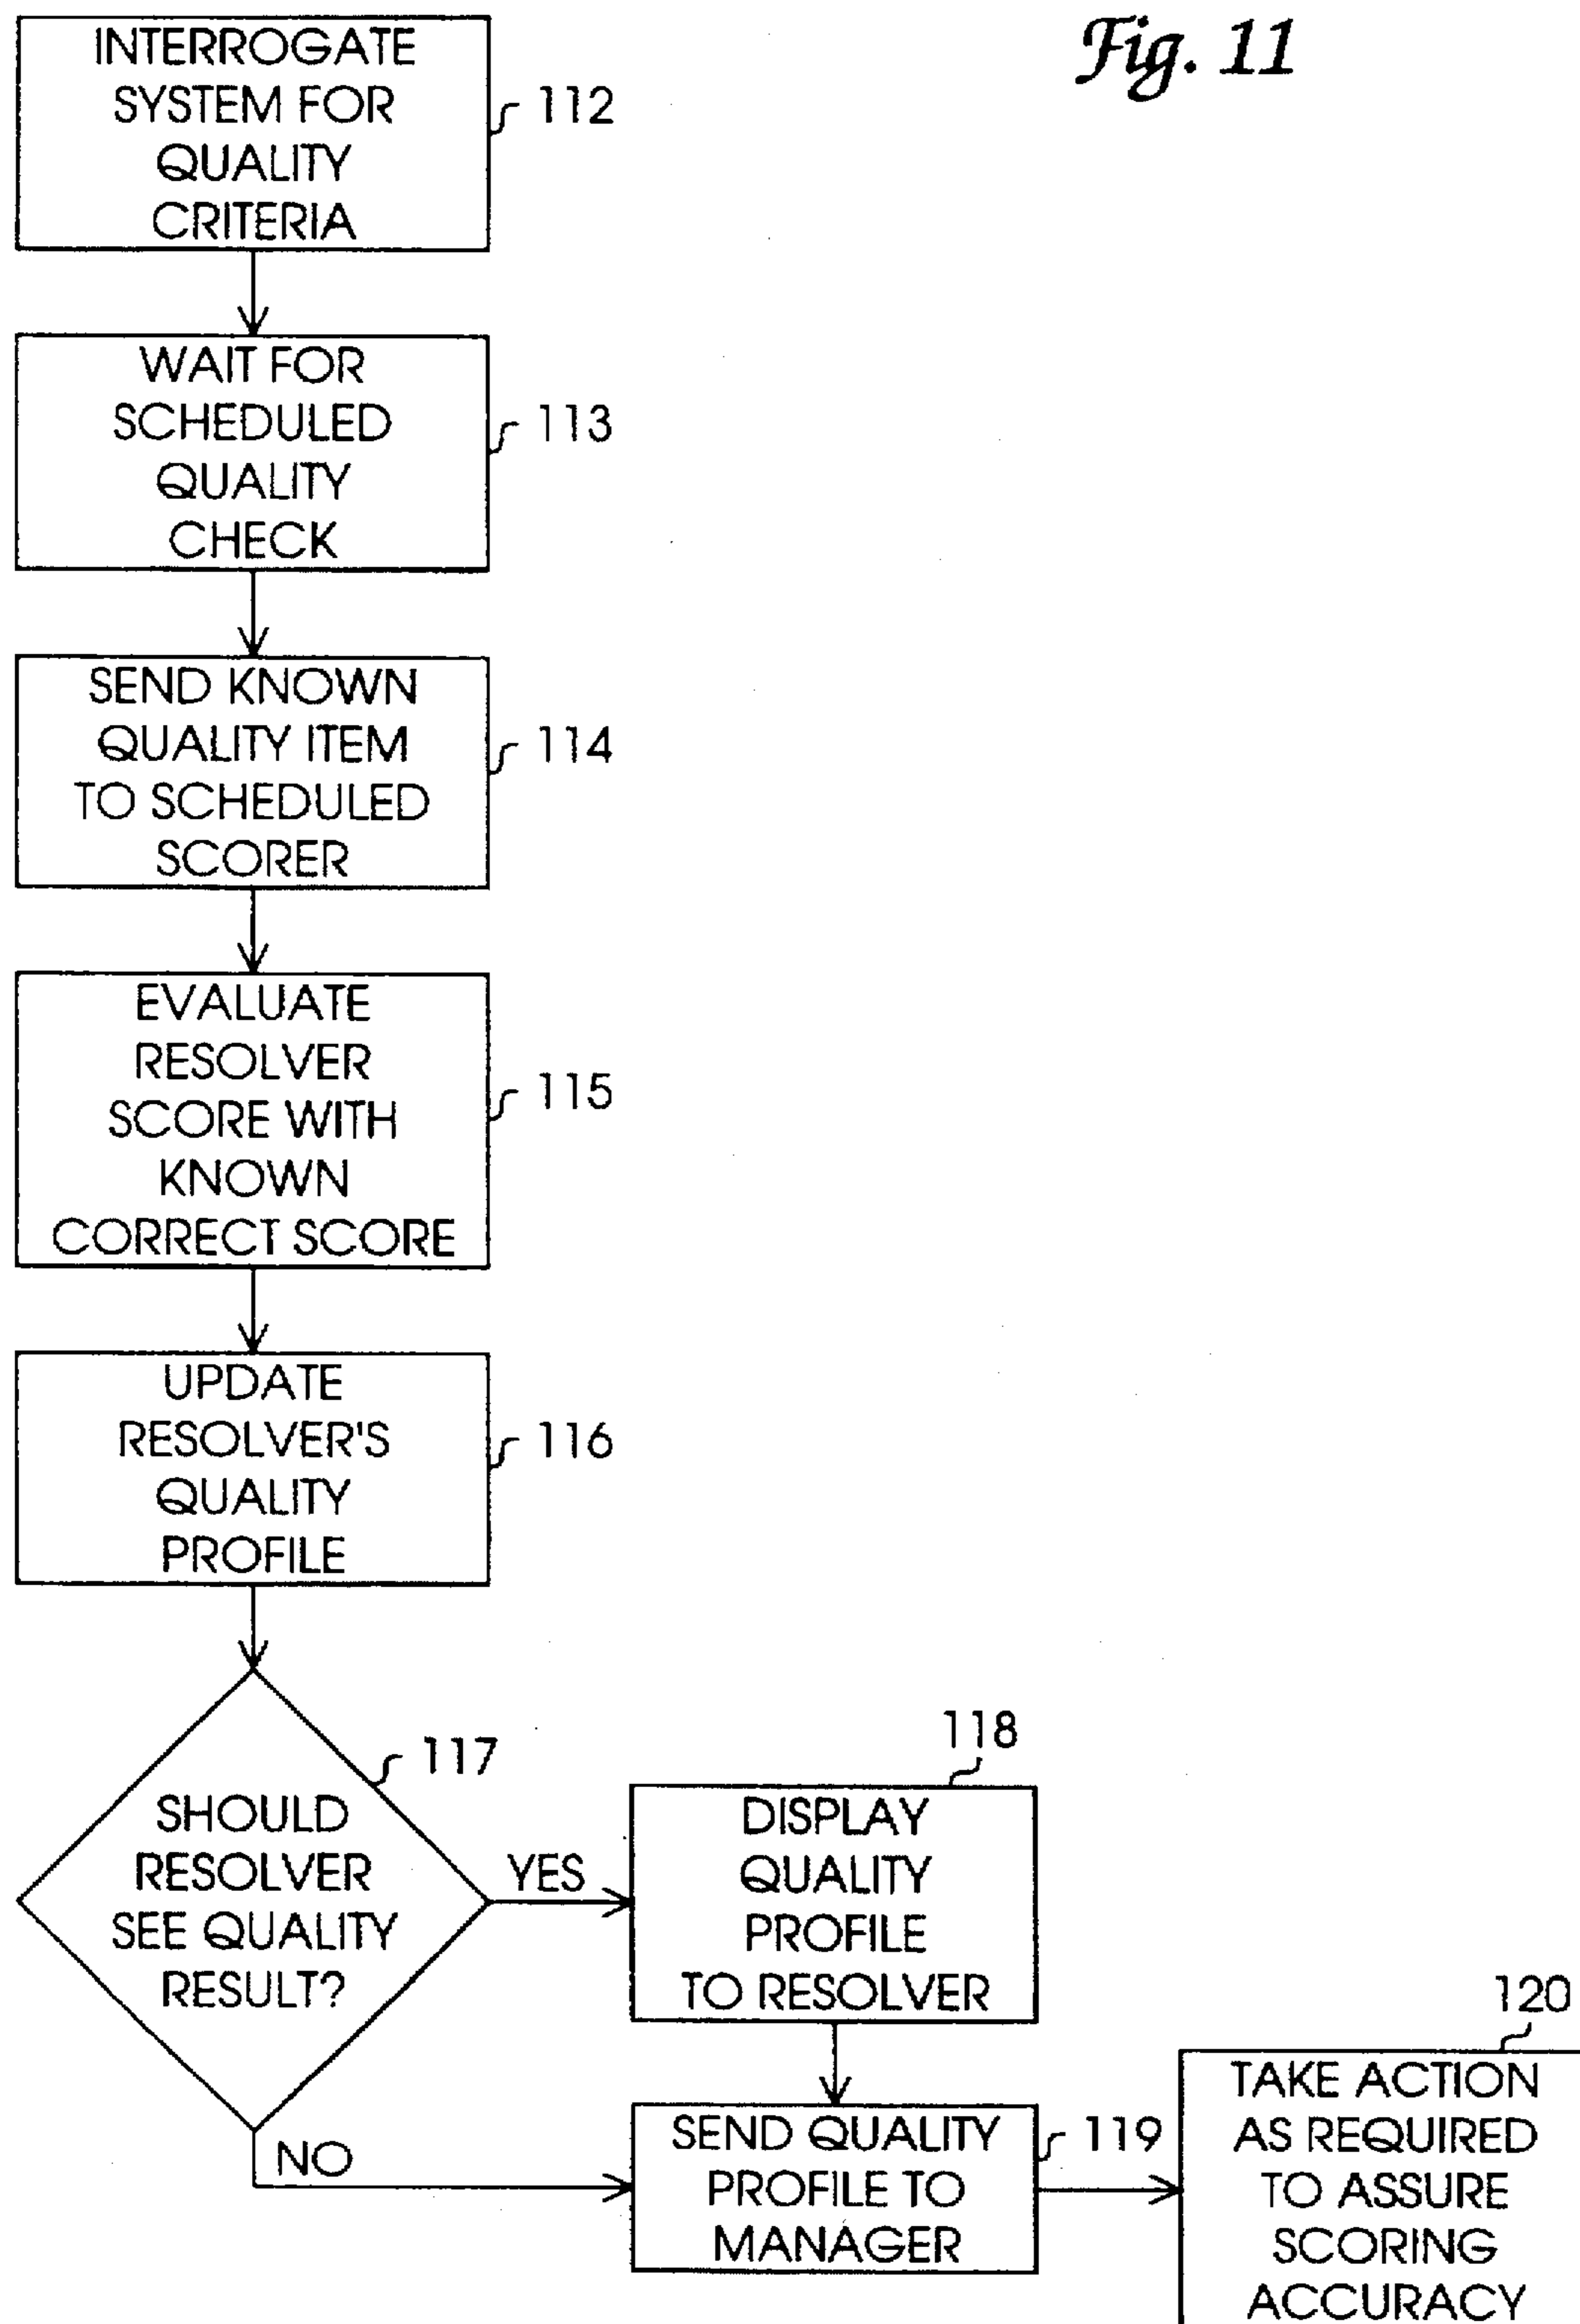 Fig. 11
INTERROGATE
SYSTEM FOR
QUALITY
CRITERIA
112
WAIT FOR
SCHEDULED
QUALITY
CHECK
113
SEND KNOWN
QUALITY ITEM
TO SCHEDULED
SCORER
114
EVALUATE
RESOLVER
SCORE WITH
KNOWN
CORRECT SCORE
115
UPDATE
RESOLVER'S
QUALITY
PROFILE
116
SHOULD
RESOLVER
SEE QUALITY
RESULT?
117
YES
NO
118
DISPLAY
QUALITY
PROFILE
TO RESOLVER
SEND QUALITY
PROFILE TO
MANAGER
119
120
TAKE ACTION
AS REQUIRED
TO ASSURE
SCORING
ACCURACY